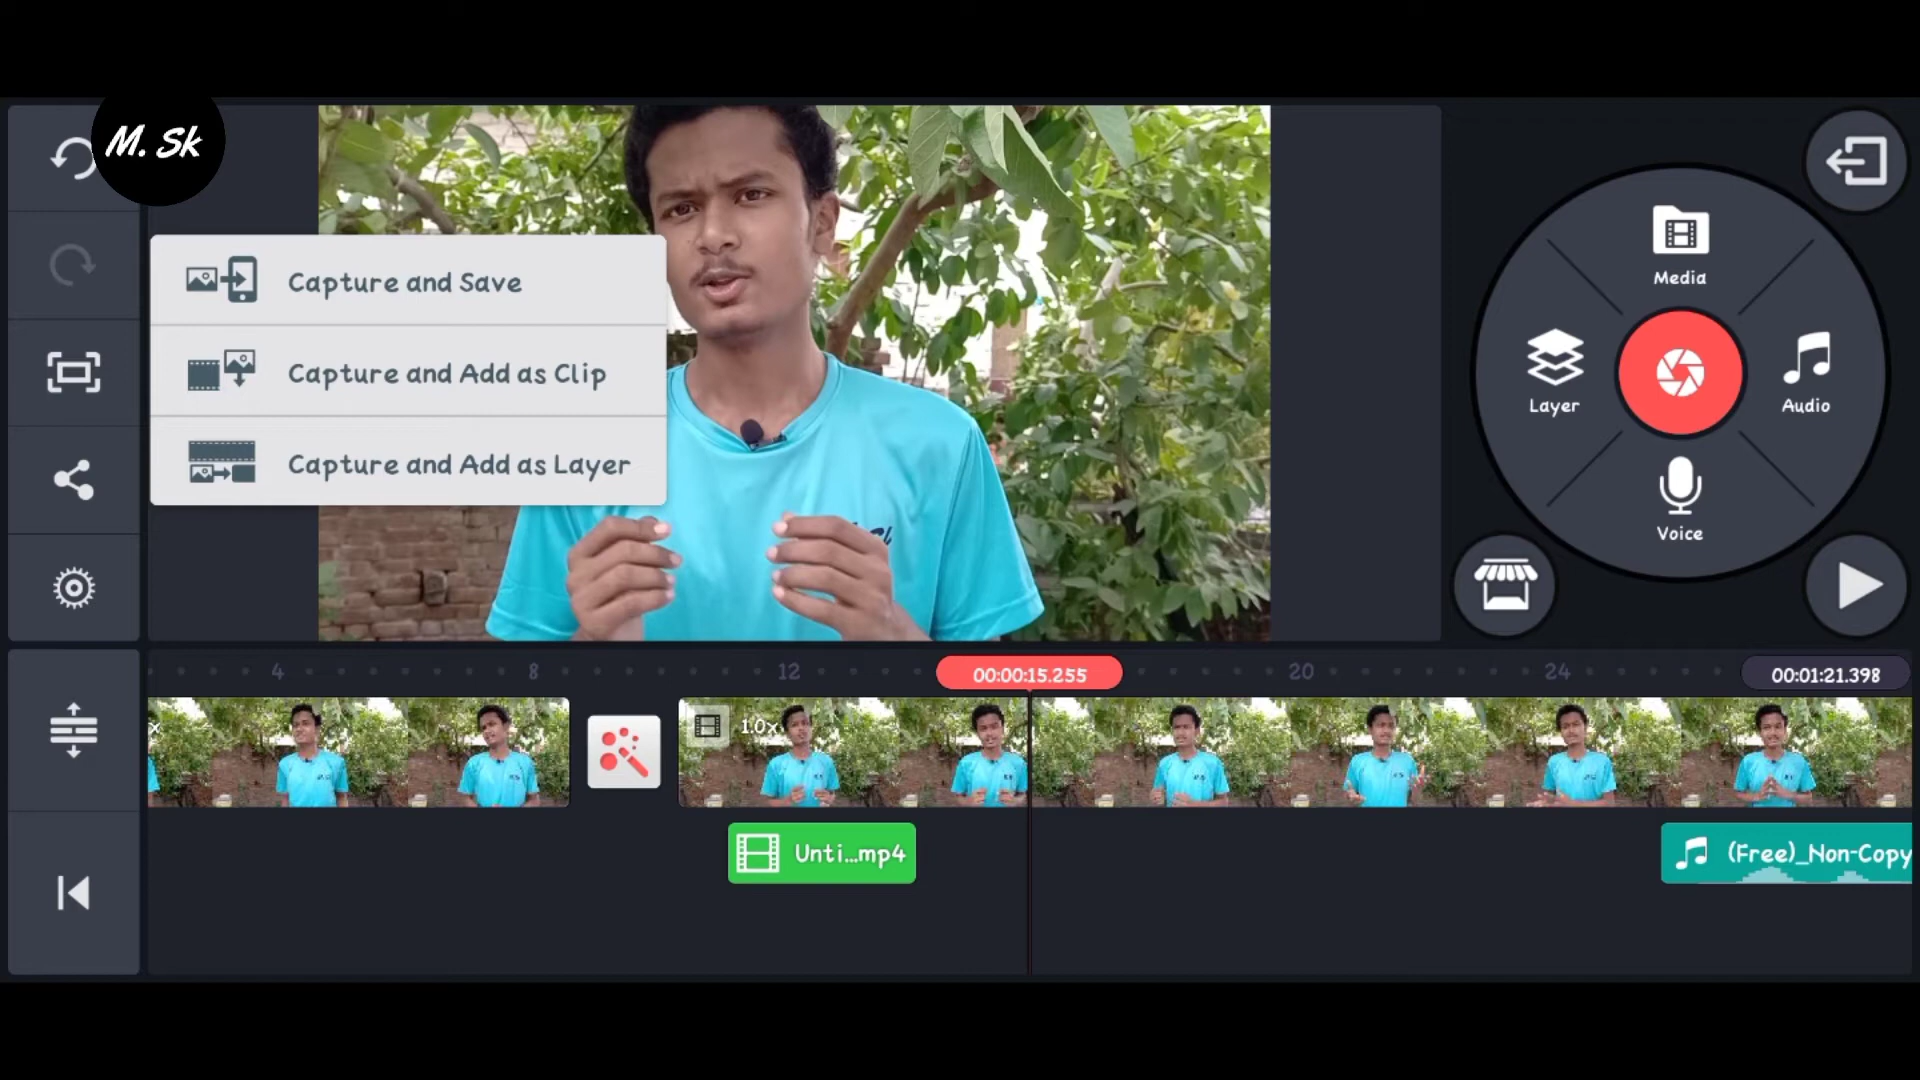 M. Sk
Capture and Save
Capture and Add as Clip
Capture and Add as Layer
Media
Layer
Audio
Voice
4
8
12
00:00:15.255
20
24
00:01:21.398
1.0x
Unti...mp4
(Free)_Non-Copy